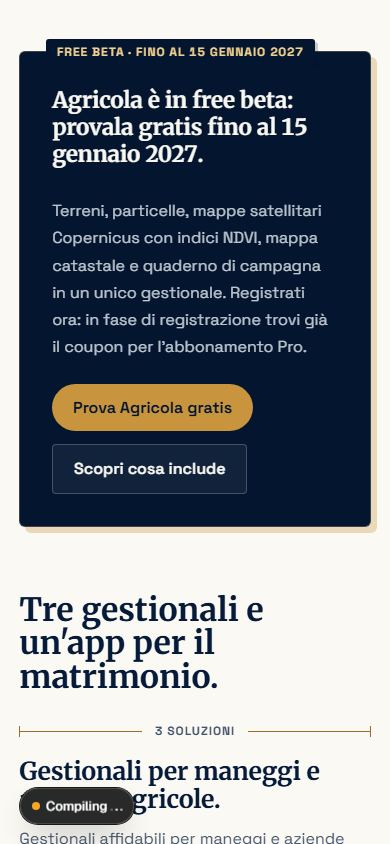 FREE BETA · FINO AL 15 GENNAIO 2027
Agricola è in free beta:
provala gratis fino al 15
gennaio 2027.
Terreni, particelle, mappe satellitari
Copernicus con indici NDVI, mappa
catastale e quaderno di campagna
in un unico gestionale. Registrati
ora: in fase di registrazione trovi già
il coupon per l'abbonamento Pro.
Prova Agricola gratis
Scopri cosa include
Tre gestionali e
un'app per il
matrimonio.
3 SOLUZIONI
Gestionali per maneggi e
gricole.
Compiling ...
Gestionali affidabili per maneggi e aziende